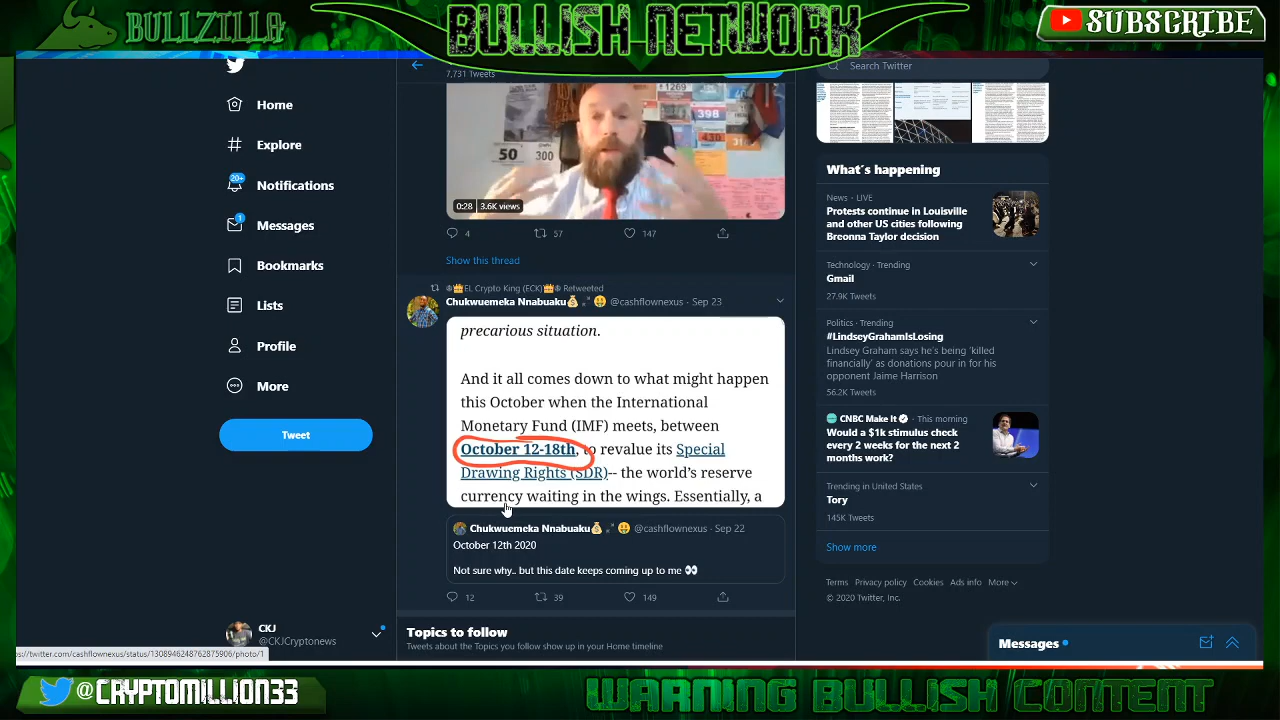 BULLZILLA
BULLISH NETWORK
SUBSCRIBE
Home
Explore
20+
Notifications
1
Messages
Bookmarks
Lists
Profile
More
Tweet
CKJ
@CKJCryptonews
7,731 Tweets
50
300
398
0:28 | 3.6K views
4
57
147
Show this thread
EL Crypto King (ECK) Retweeted
Chukwuemeka Nnabuaku @cashflownexus · Sep 23
precarious situation.
And it all comes down to what might happen
this October when the International
Monetary Fund (IMF) meets, between
October 12-18th, to revalue its Special
Drawing Rights (SDR)-- the world's reserve
currency waiting in the wings. Essentially, a
Chukwuemeka Nnabuaku @cashflownexus · Sep 22
October 12th 2020
Not sure why.. but this date keeps coming up to me 👀
12
39
149
Topics to follow
Tweets about the Topics you follow show up in your Home timeline
Search Twitter
What's happening
News · LIVE
Protests continue in Louisville
and other US cities following
Breonna Taylor decision
Technology · Trending
Gmail
27.9K Tweets
Politics · Trending
#LindseyGrahamIsLosing
Lindsey Graham says he's being 'killed
financially' as donations pour in for his
opponent Jaime Harrison
56.2K Tweets
CNBC Make It · This morning
Would a $1k stimulus check
every 2 weeks for the next 2
months work?
Trending in United States
Tory
145K Tweets
Show more
Terms Privacy policy Cookies Ads info More
© 2020 Twitter, Inc.
Messages
ps://twitter.com/cashflownexus/status/1308946248762875906/photo/1
@CRYPTOMILLION33
WARNING BULLISH CONTENT